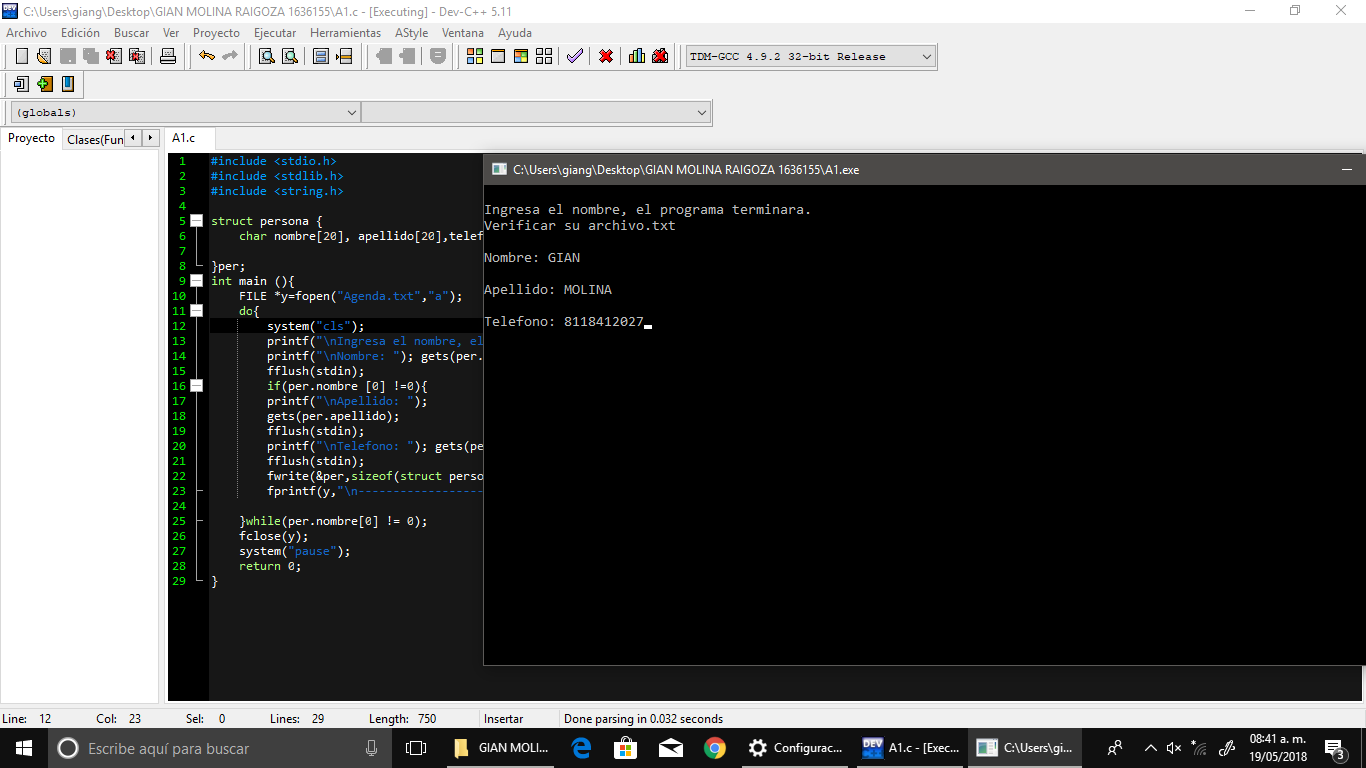 C:\Users\giang\Desktop\GIAN MOLINA RAIGOZA 1636155\A1.c - [Executing] - Dev-C++ 5.11
Archivo Edición Buscar Ver Proyecto Ejecutar Herramientas AStyle Ventana Ayuda
TDM-GCC 4.9.2 32-bit Release
(globals)
Proyecto Clases(Fun
A1.c
1 #include <stdio.h>
2 #include <stdlib.h>
3 #include <string.h>
4
5 struct persona {
6 char nombre[20], apellido[20],telef
7
8 }per;
9 int main (){
10 FILE *y=fopen("Agenda.txt","a");
11 do{
12 system("cls");
13 printf("\nIngresa el nombre, el
14 printf("\nNombre: "); gets(per.
15 fflush(stdin);
16 if(per.nombre [0] !=0){
17 printf("\nApellido: ");
18 gets(per.apellido);
19 fflush(stdin);
20 printf("\nTelefono: "); gets(pe
21 fflush(stdin);
22 fwrite(&per,sizeof(struct perso
23 fprintf(y,"\n------------------
24
25 }while(per.nombre[0] != 0);
26 fclose(y);
27 system("pause");
28 return 0;
29 }
C:\Users\giang\Desktop\GIAN MOLINA RAIGOZA 1636155\A1.exe
Ingresa el nombre, el programa terminara.
Verificar su archivo.txt
Nombre: GIAN
Apellido: MOLINA
Telefono: 8118412027
Line: 12 Col: 23 Sel: 0 Lines: 29 Length: 750 Insertar Done parsing in 0.032 seconds
Escribe aquí para buscar
GIAN MOLI...
Configurac...
DEV
A1.c - [Exec...
C:\Users\gi...
08:41 a. m.
19/05/2018
3